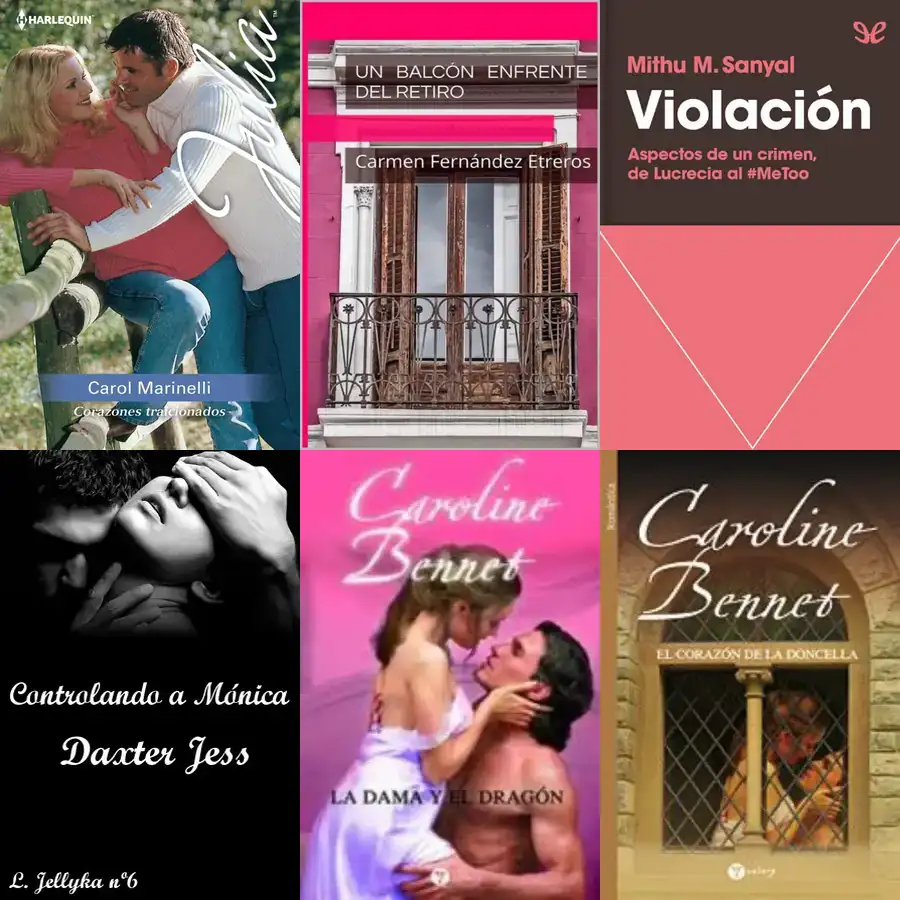 HARLEQUIN
Julia
™
Carol Marinelli
Corazones traicionados
UN BALCÓN ENFRENTE
DEL RETIRO
Carmen Fernández Etreros
Mithu M. Sanyal
Violación
Aspectos de un crimen,
de Lucrecia al #MeToo
Controlando a Mónica
Daxter Jess
L. Jellyka nº6
Caroline
Bennet
LA DAMA Y EL DRAGÓN
Romántica
Caroline
Bennet
EL CORAZÓN DE LA DONCELLA